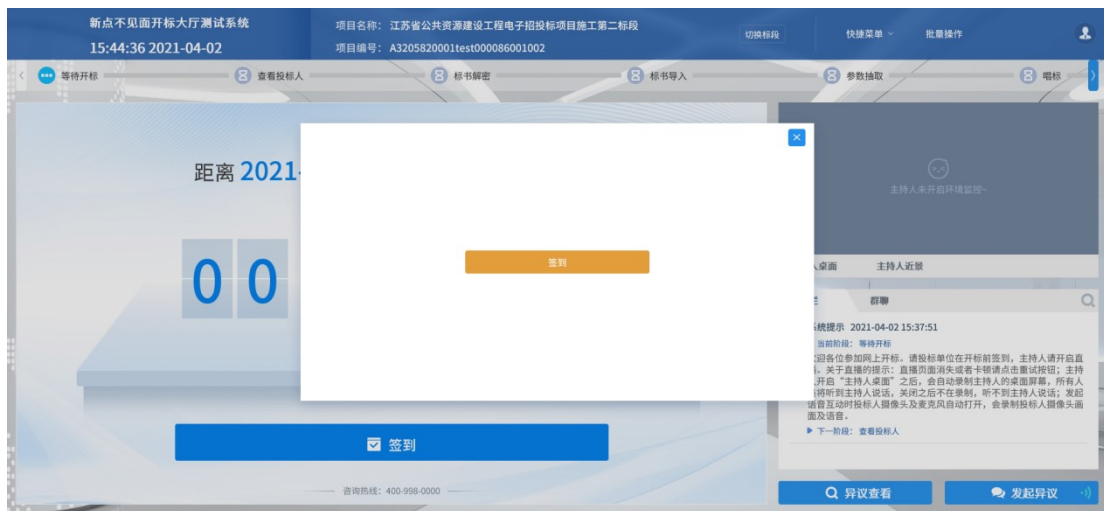 新点不见面开标大厅测试系统
15:44:36 2021-04-02
项目名称： 江苏省公共资源建设工程电子招投标项目施工第二标段
项目编号： A3205820001test000086001002
切换标段
快捷菜单
批量操作
等待开标
查看投标人
标书解密
标书导入
参数抽取
唱标
距离 2021-
00
签到
签到
咨询热线：400-998-0000
主持人未开启环境监控~
桌面
主持人近景
群聊
系统提示 2021-04-02 15:37:51
当前阶段： 等待开标
迎各位参加网上开标。请投标单位在开标前签到，主持人请开启直
。关于直播的提示：直播页面消失或者卡顿请点击重试按钮；主持
开启“主持人桌面”之后，会自动录制主持人的桌面屏幕，所有人
将听到主持人说话，关闭之后不在录制，听不到主持人说话；发起
语音互动时投标人摄像头及麦克风自动打开，会录制投标人摄像头画
面及语音。
下一阶段： 查看投标人
异议查看
发起异议